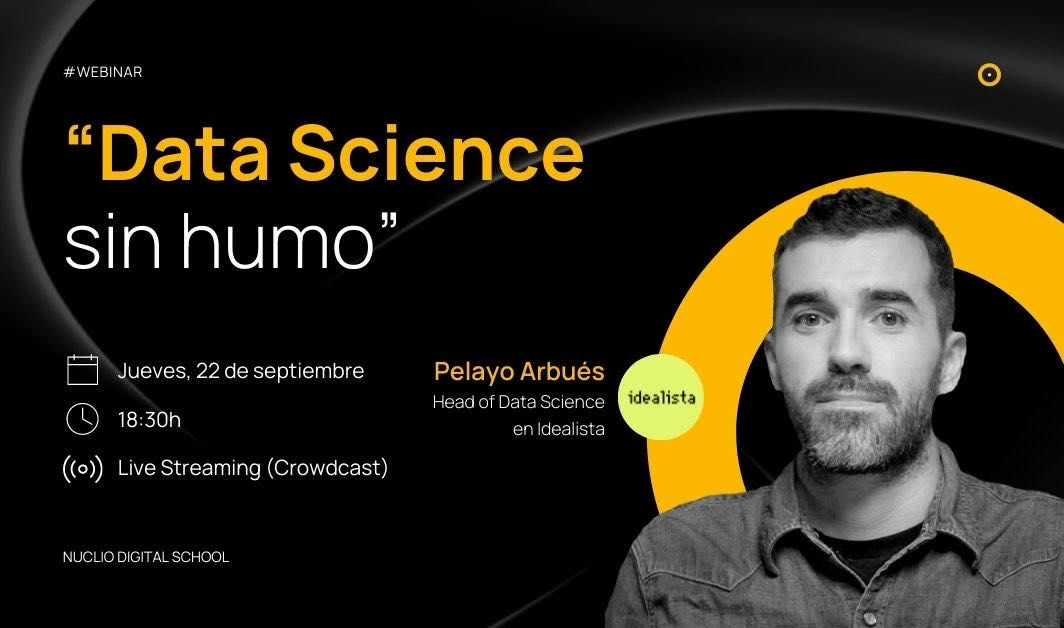 #WEBINAR
“Data Science
sin humo”
Jueves, 22 de septiembre
18:30h
Live Streaming (Crowdcast)
Pelayo Arbués
Head of Data Science
en Idealista
idealista
NUCLIO DIGITAL SCHOOL